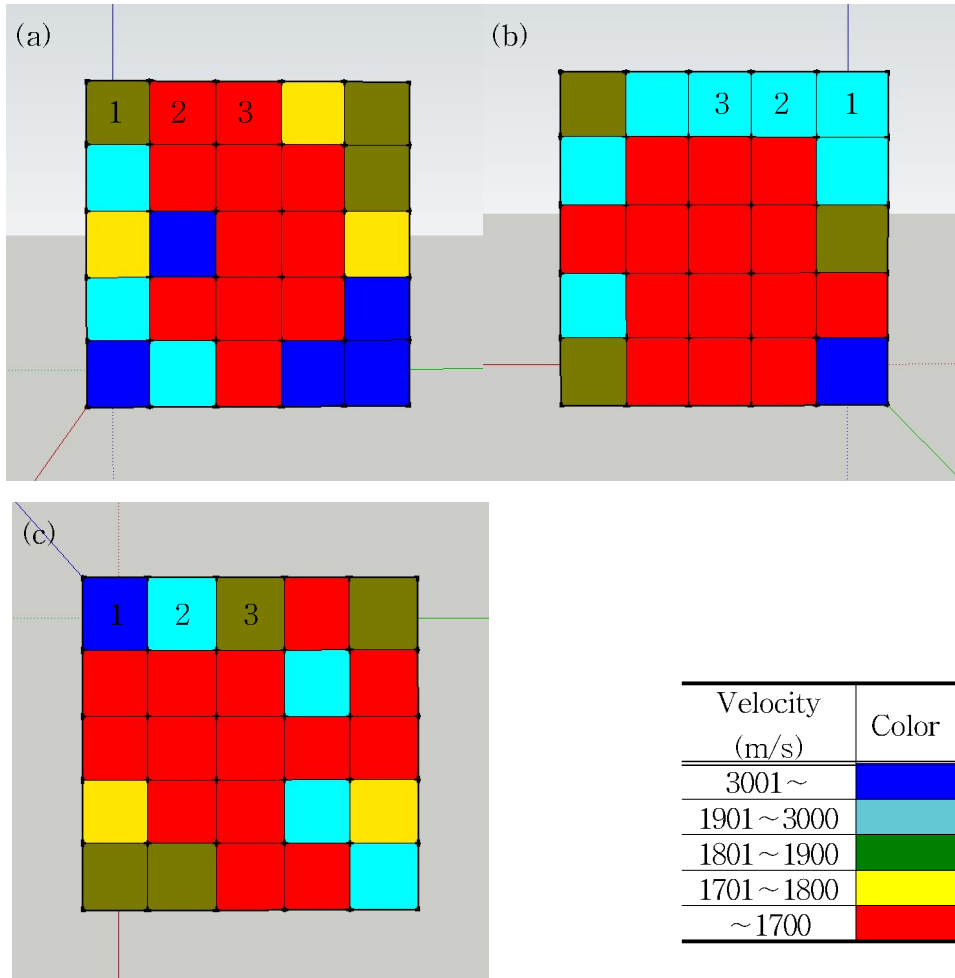 (a)
1 2 3
(b)
3 2 1
(c)
1 2 3
Velocity
(m/s)
Color
3001~
1901~3000
1801~1900
1701~1800
~1700